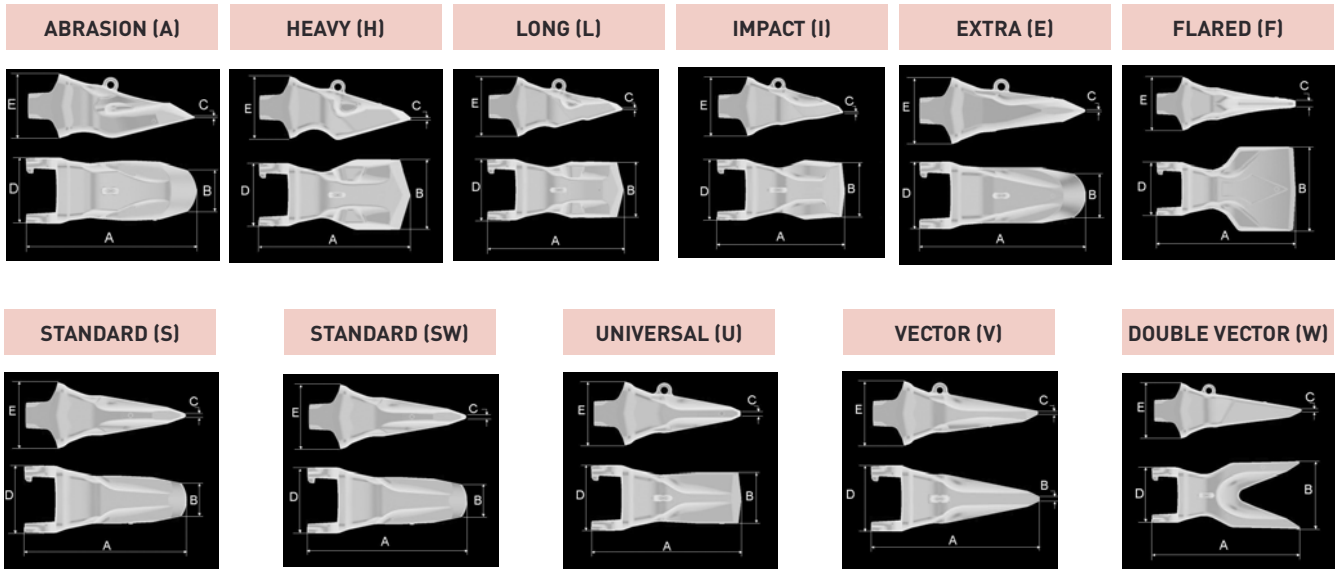 ABRASION (A)
HEAVY (H)
LONG (L)
IMPACT (I)
EXTRA (E)
FLARED (F)
E
C
D
B
A
E
C
D
B
A
E
C
D
B
A
E
C
D
B
A
E
C
D
B
A
E
C
D
B
A
STANDARD (S)
STANDARD (SW)
UNIVERSAL (U)
VECTOR (V)
DOUBLE VECTOR (W)
E
C
D
B
A
E
C
D
B
A
E
C
D
B
A
E
C
D
B
A
E
C
D
B
A